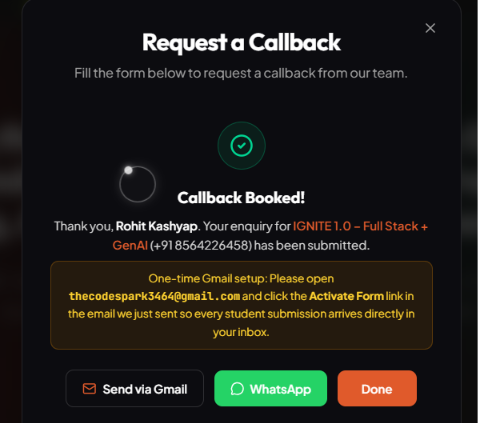 Request a Callback
Fill the form below to request a callback from our team.
Callback Booked!
Thank you, Rohit Kashyap. Your enquiry for IGNITE 1.0 – Full Stack +
GenAI (+91 8564226458) has been submitted.
One-time Gmail setup: Please open
thecodespark3464@gmail.com and click the Activate Form link in
the email we just sent so every student submission arrives directly in
your inbox.
Send via Gmail
WhatsApp
Done